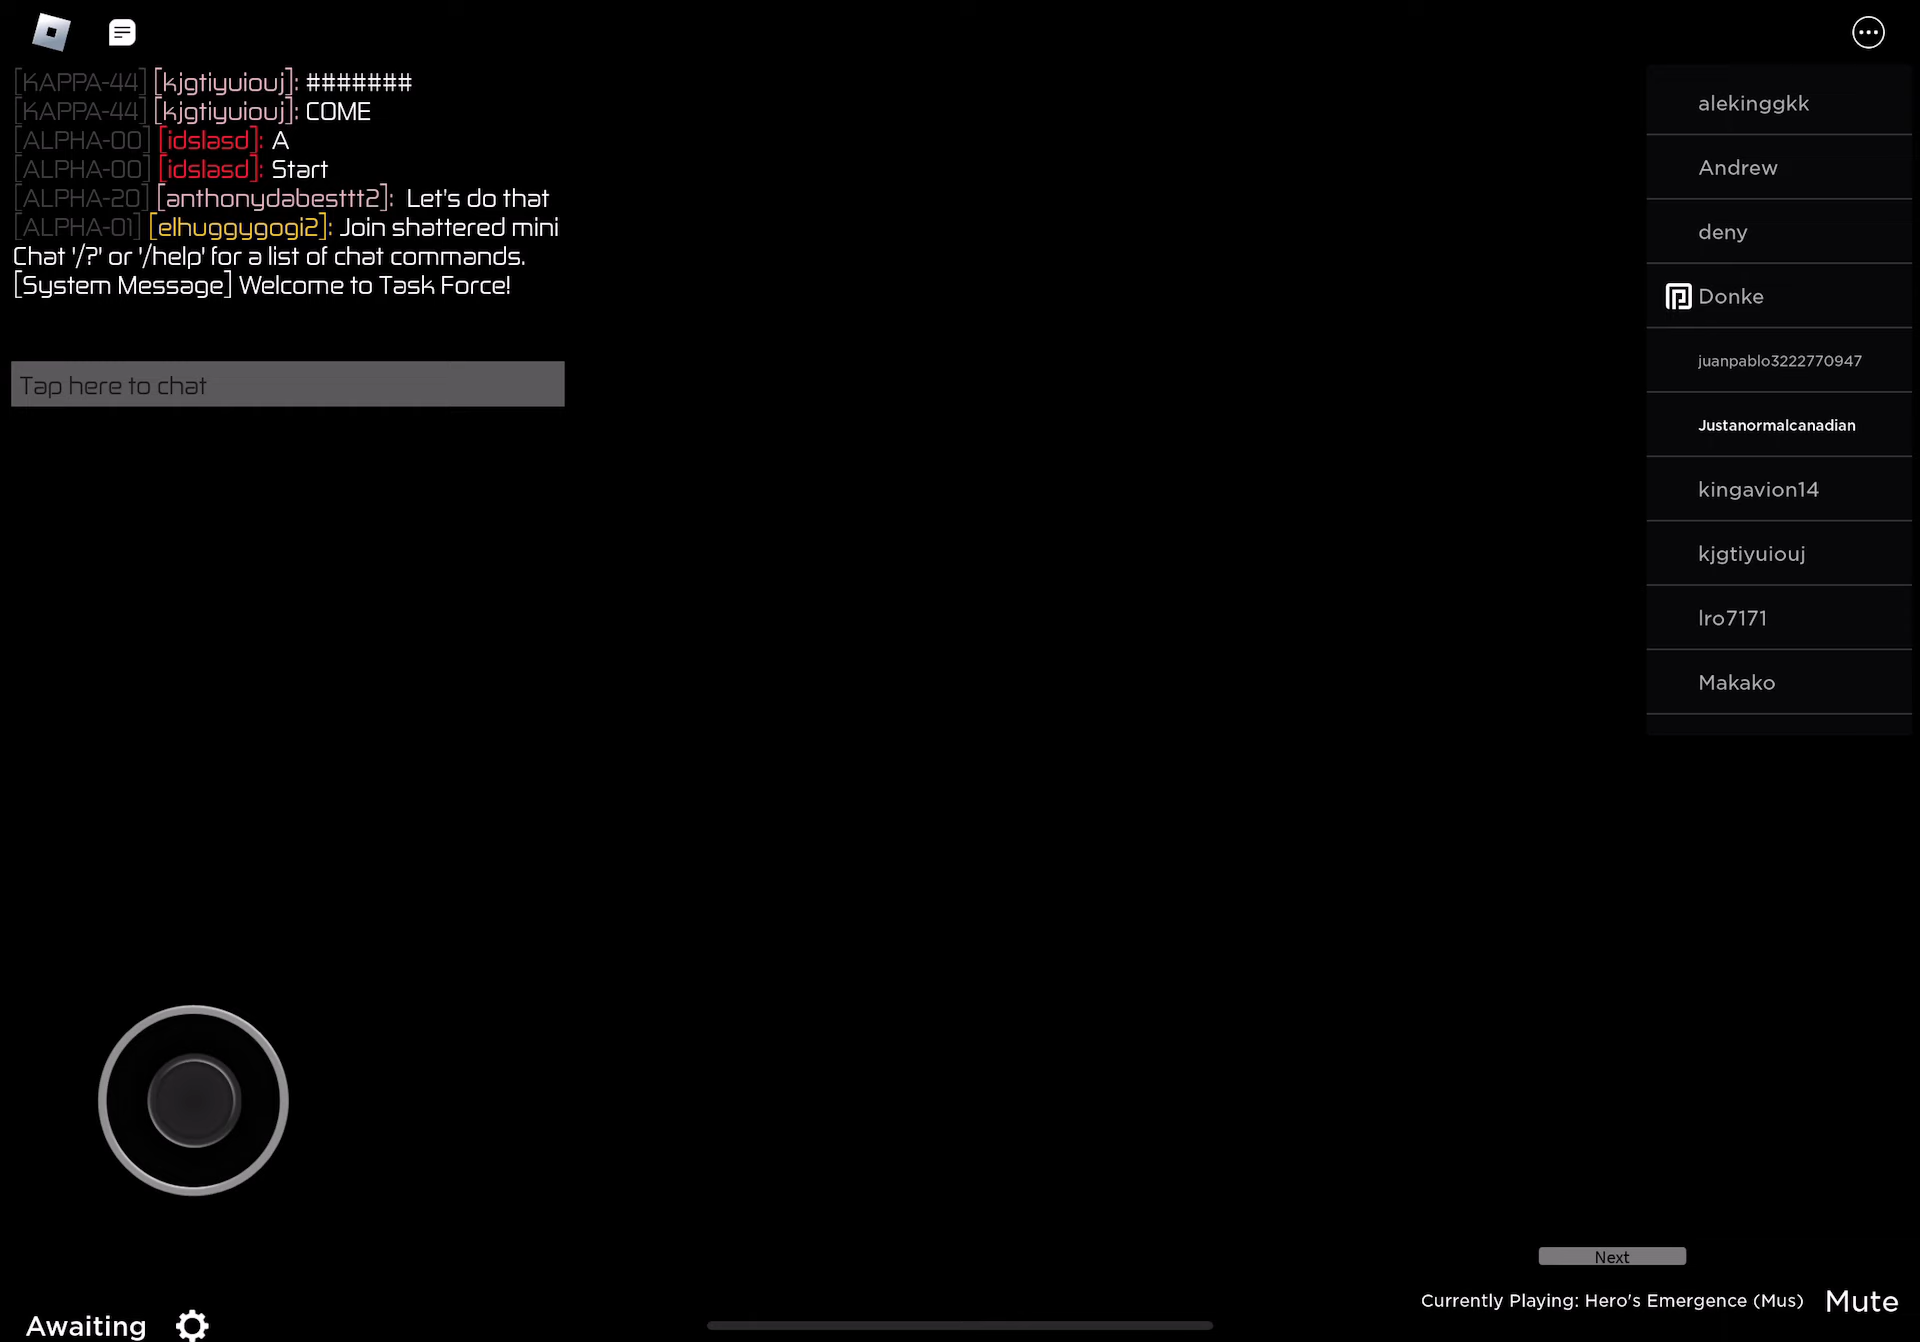 [KAPPA-44] [kjgtiyuiouj]: #######
[KAPPA-44] [kjgtiyuiouj]: COME
[ALPHA-00] [idslasd]: A
[ALPHA-00] [idslasd]: Start
[ALPHA-20] [anthonydabesttt2]: Let's do that
[ALPHA-01] [elhuggygogi2]: Join shattered mini
Chat '/?' or '/help' for a list of chat commands.
[System Message] Welcome to Task Force!
Tap here to chat
alekinggkk
Andrew
deny
Donke
juanpablo3222770947
Justanormalcanadian
kingavion14
kjgtiyuiouj
lro7171
Makako
Next
Currently Playing: Hero's Emergence (Mus)
Mute
Awaiting